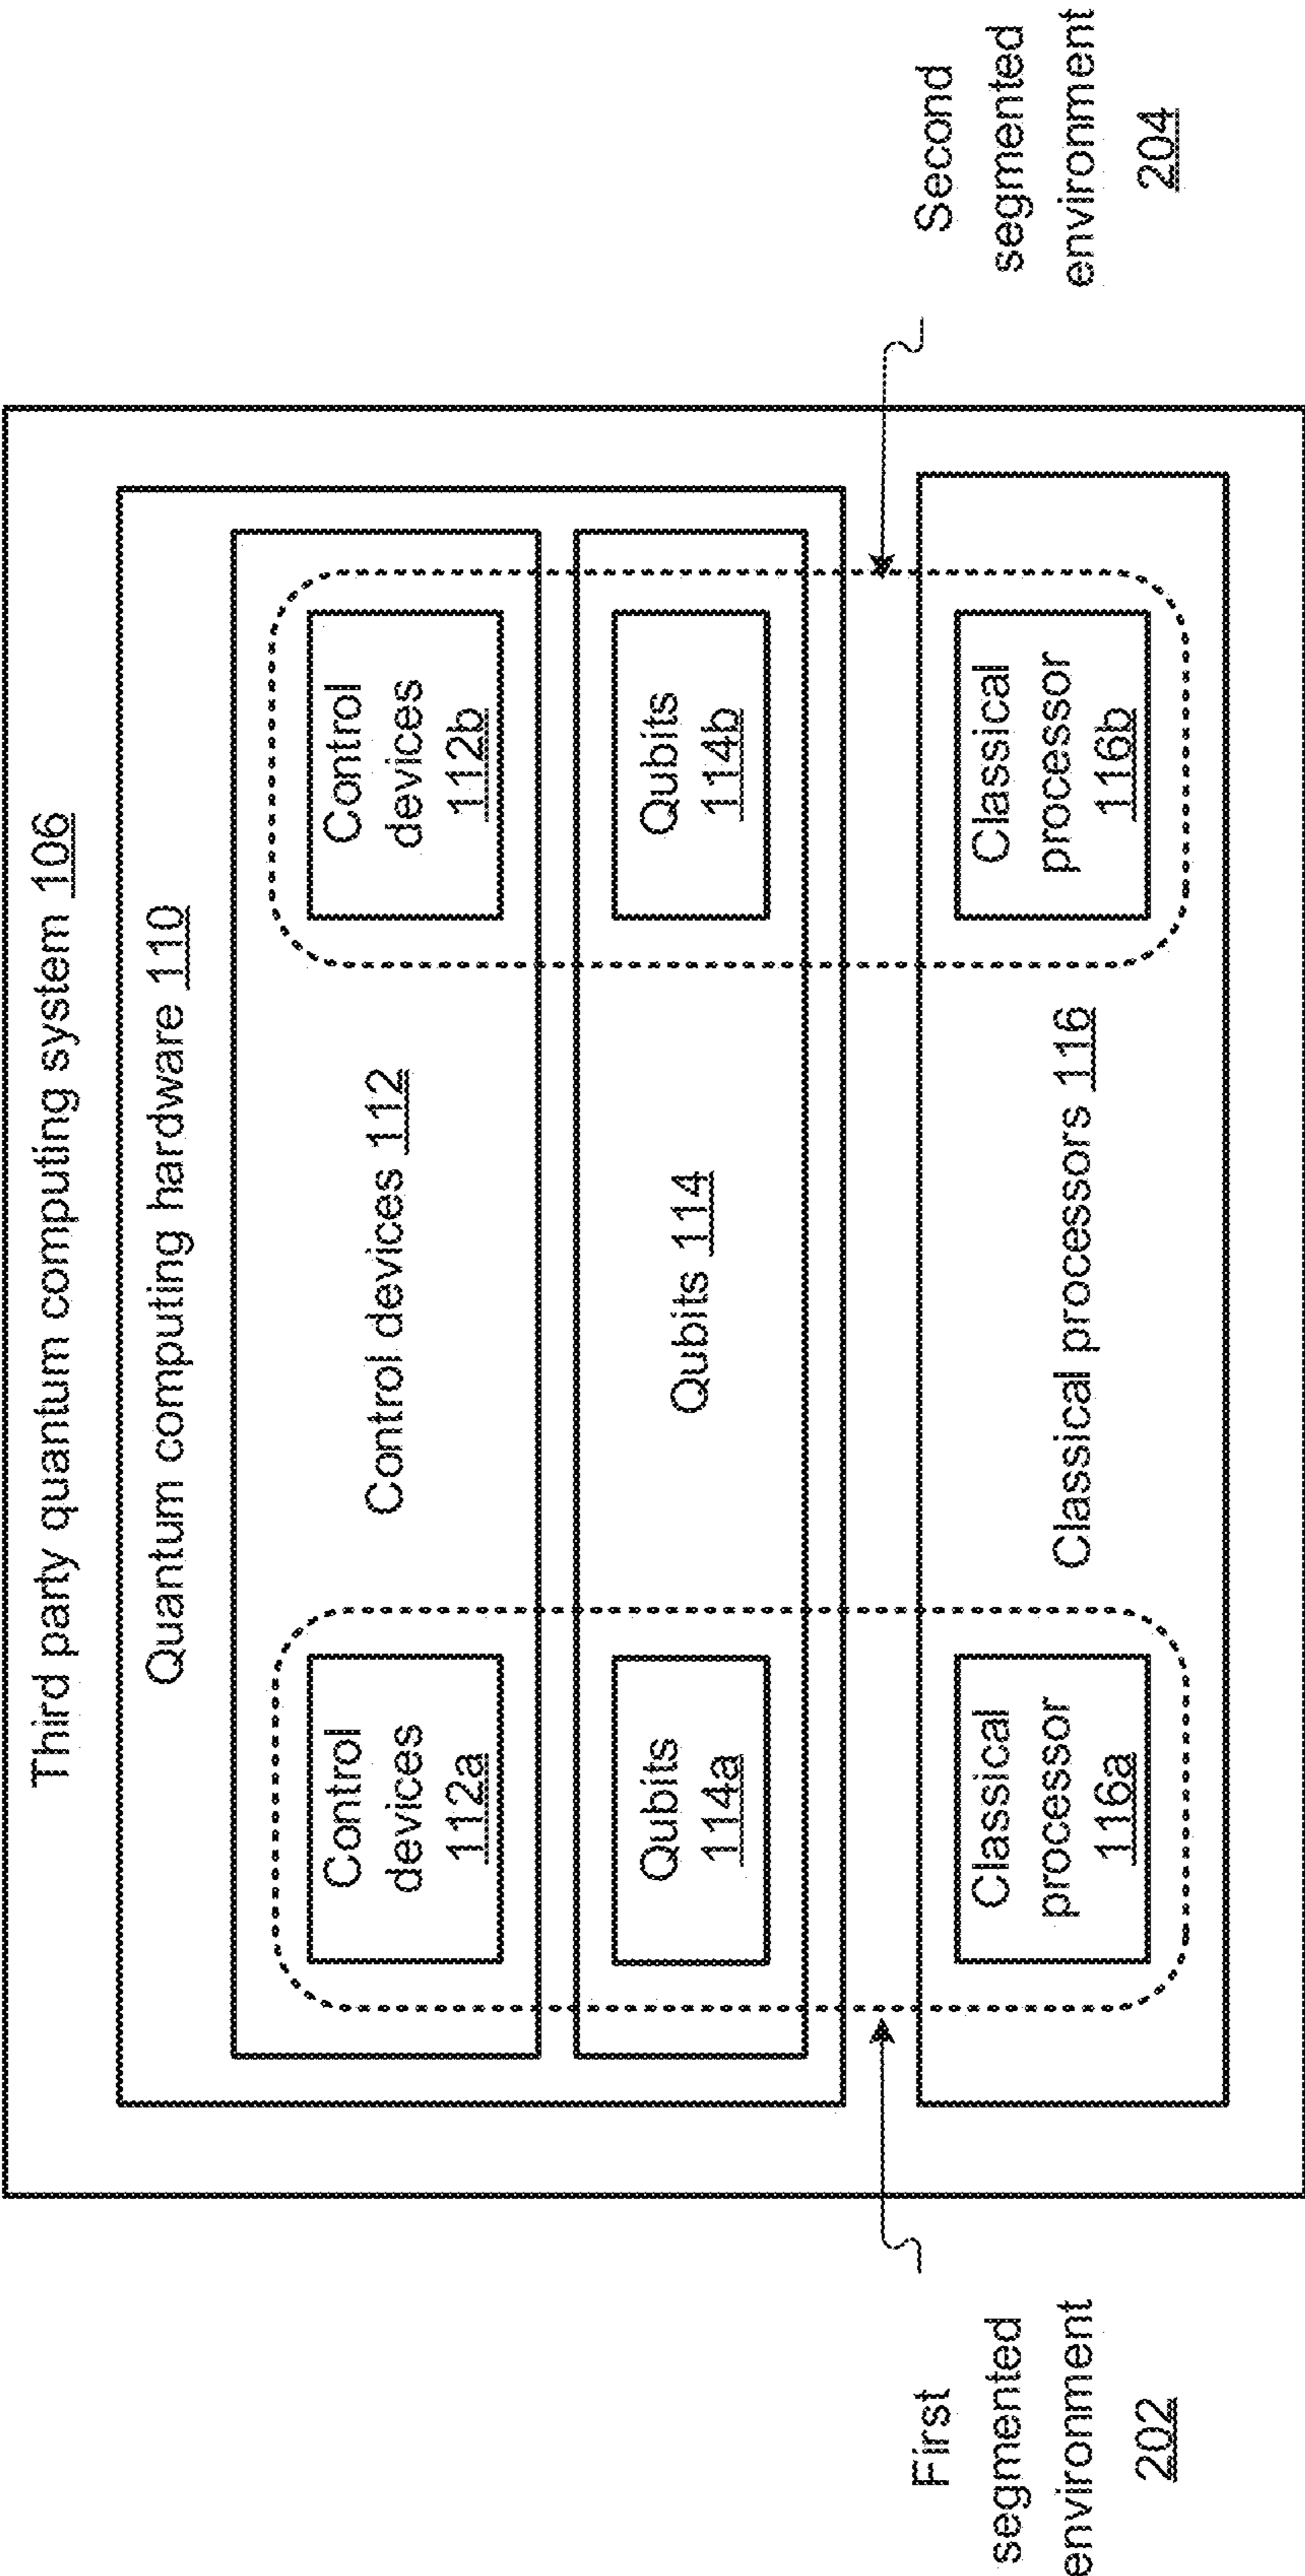 Third party quantum computing system 106
Quantum computing hardware 110
Control
devices
112a
Control devices 112
Control
devices
112b
Qubits
114a
Qubits 114
Qubits
114b
Classical
processor
116a
Classical processors 116
Classical
processor
116b
First
segmented
environment
202
Second
segmented
environment
204